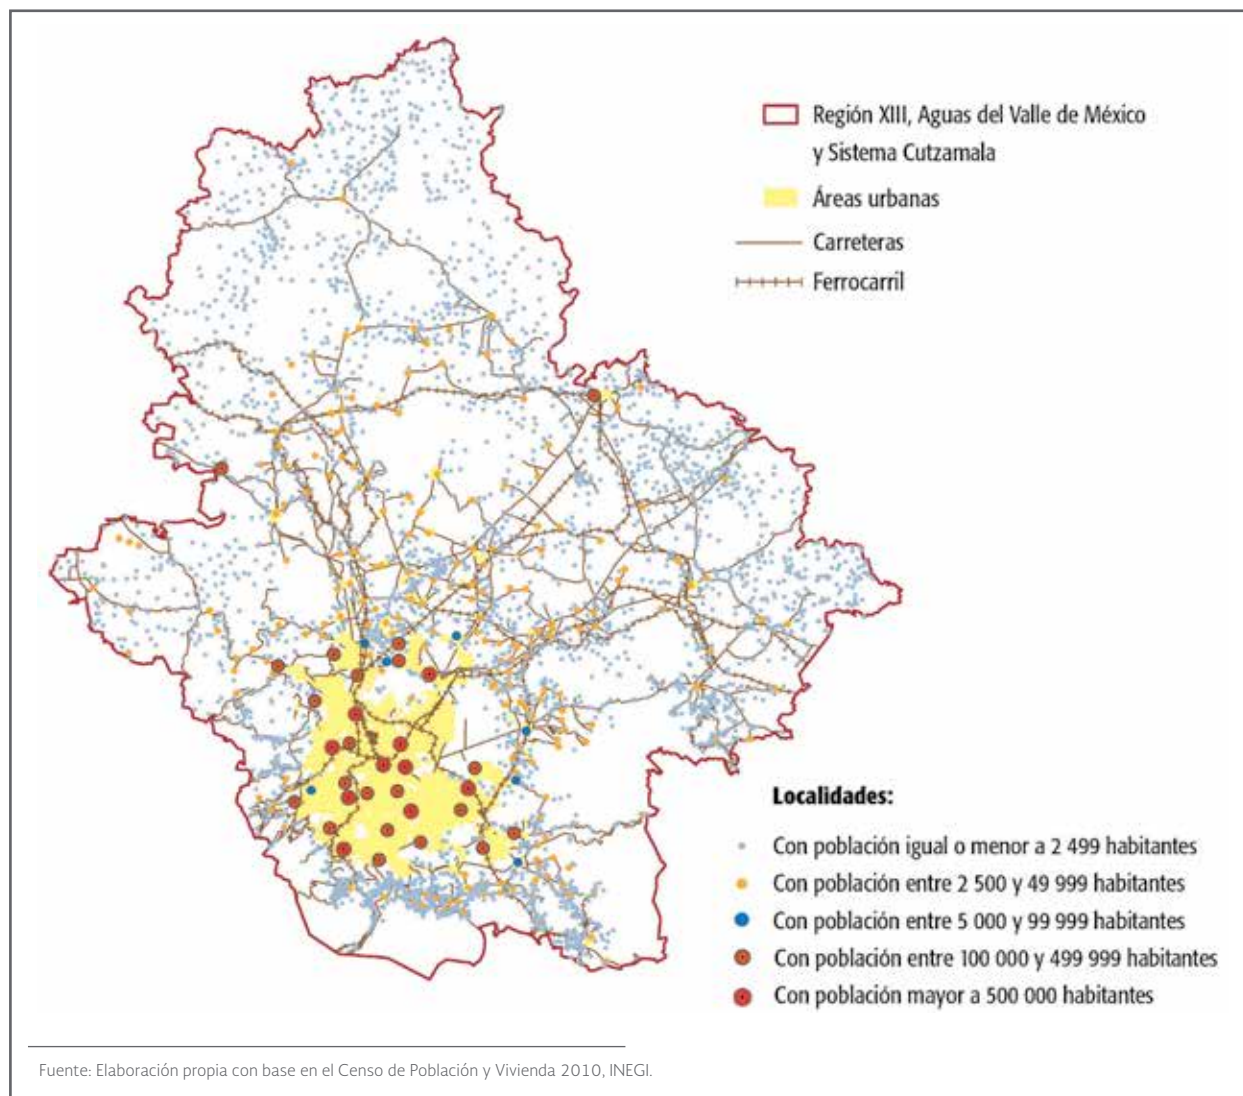 Región XIII, Aguas del Valle de México
y Sistema Cutzamala
Áreas urbanas
Carreteras
Ferrocarril
Localidades:
Con población igual o menor a 2 499 habitantes
Con población entre 2 500 y 49 999 habitantes
Con población entre 5 000 y 99 999 habitantes
Con población entre 100 000 y 499 999 habitantes
Con población mayor a 500 000 habitantes
Fuente: Elaboración propia con base en el Censo de Población y Vivienda 2010, INEGI.